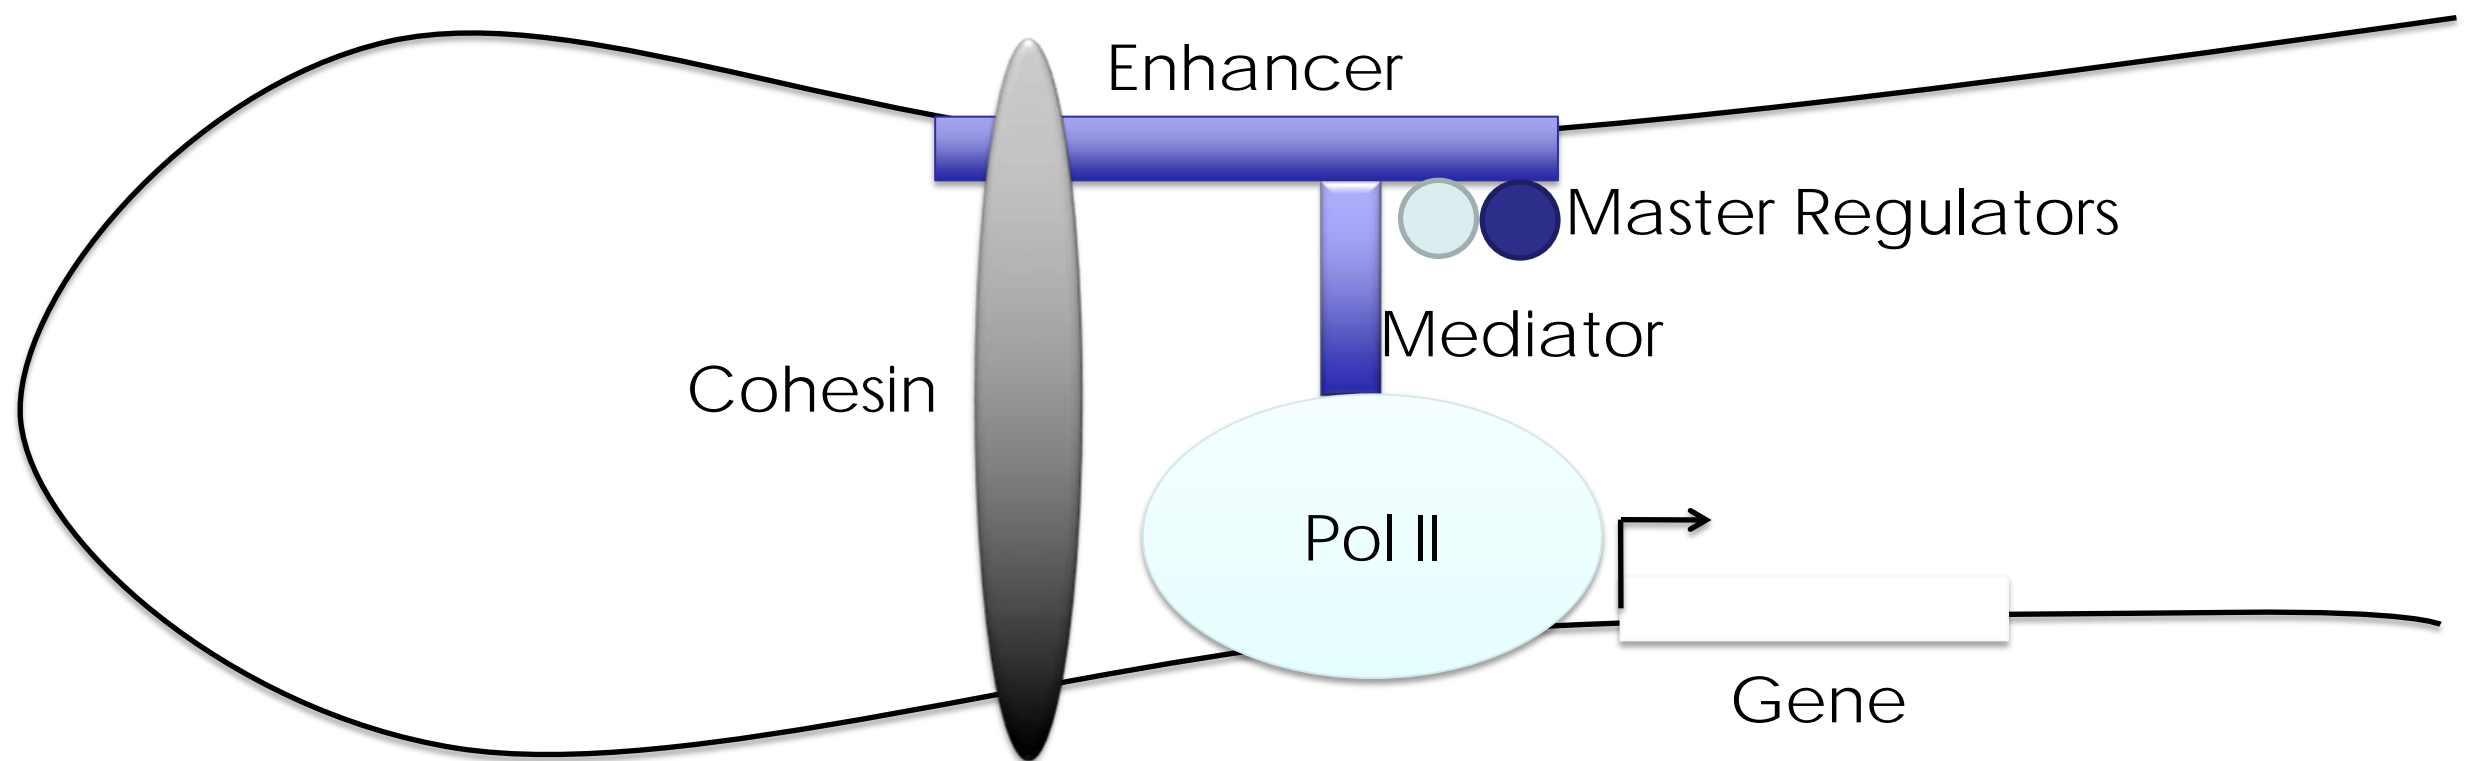 Enhancer
Master Regulators
Mediator
Cohesin
Pol II
Gene